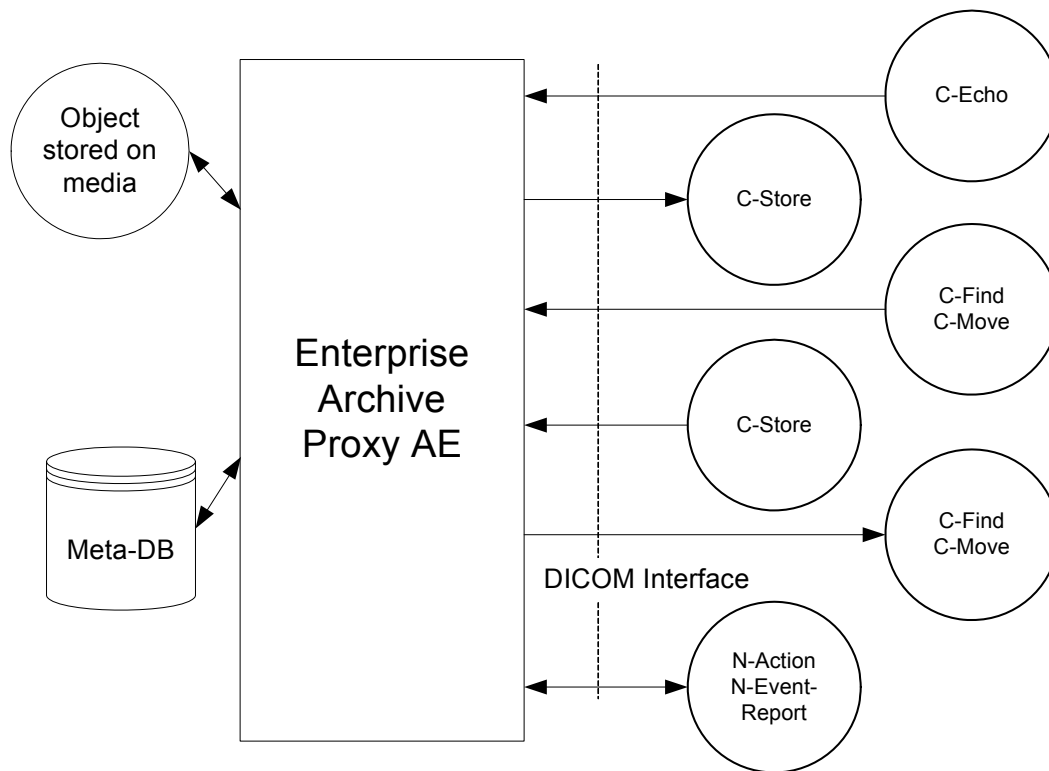 Object
stored on
media
Meta-DB
Enterprise
Archive
Proxy AE
C-Echo
C-Store
C-Find
C-Move
C-Store
C-Find
C-Move
DICOM Interface
N-Action
N-Event-
Report